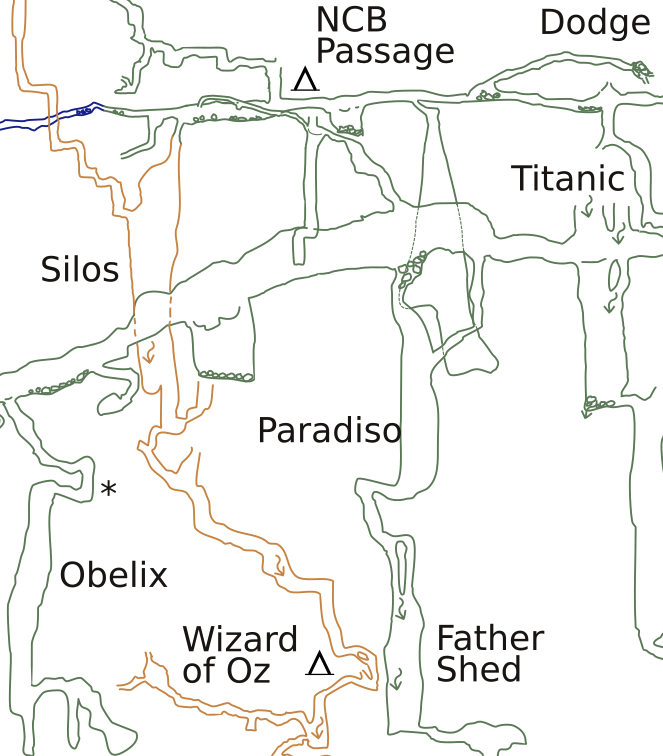 NCB
Passage
Dodge
Titanic
Silos
Paradiso
*
Obelix
Wizard
of Oz
Father
Shed